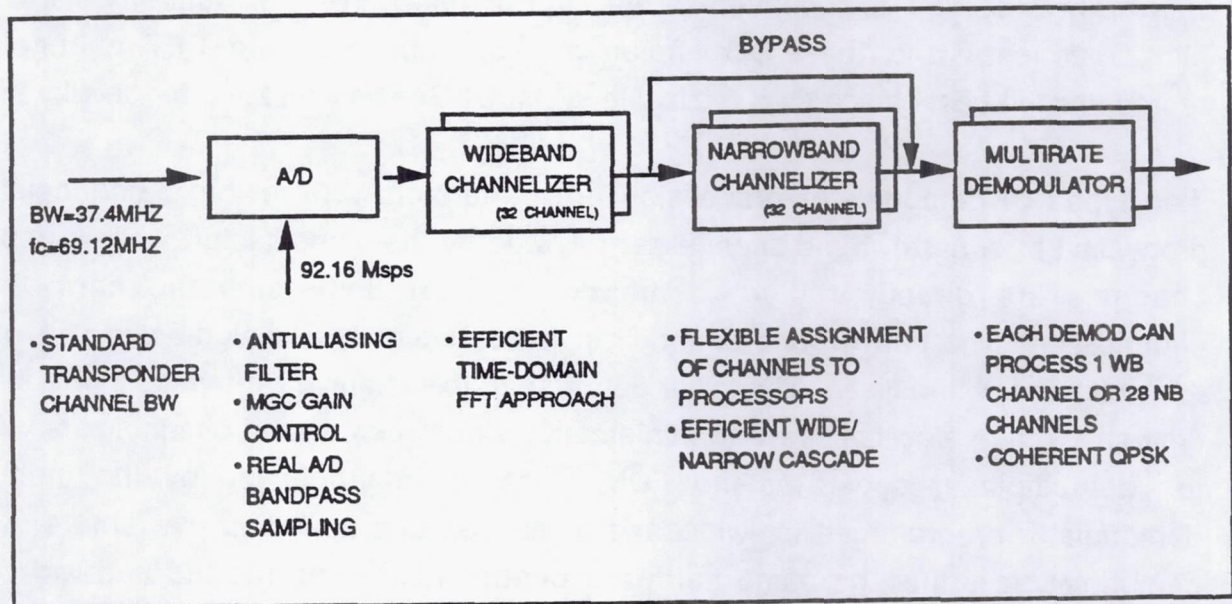 BYPASS
A/D
WIDEBAND
CHANNELIZER
(32 CHANNEL)
NARROWBAND
CHANNELIZER
(32 CHANNEL)
MULTIRATE
DEMODULATOR
BW=37.4MHZ
fc=69.12MHZ
92.16 Msps
• STANDARD
TRANSPONDER
CHANNEL BW
• ANTIALIASING
FILTER
• MGC GAIN
CONTROL
• REAL A/D
BANDPASS
SAMPLING
• EFFICIENT
TIME-DOMAIN
FFT APPROACH
• FLEXIBLE ASSIGNMENT
OF CHANNELS TO
PROCESSORS
• EFFICIENT WIDE/
NARROW CASCADE
• EACH DEMOD CAN
PROCESS 1 WB
CHANNEL OR 28 NB
CHANNELS
• COHERENT QPSK